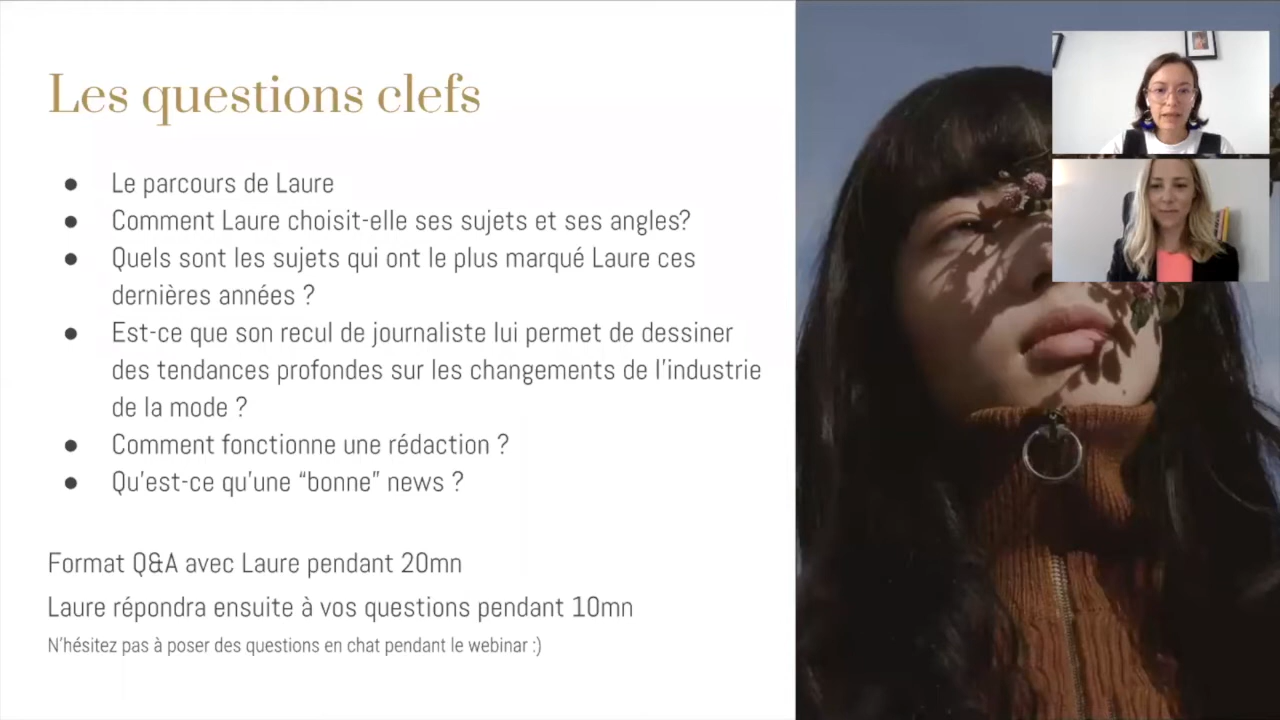 Les questions clefs
● Le parcours de Laure
● Comment Laure choisit-elle ses sujets et ses angles?
● Quels sont les sujets qui ont le plus marqué Laure ces
dernières années ?
● Est-ce que son recul de journaliste lui permet de dessiner
des tendances profondes sur les changements de l'industrie
de la mode ?
● Comment fonctionne une rédaction ?
● Qu'est-ce qu'une “bonne” news ?
Format Q&A avec Laure pendant 20mn
Laure répondra ensuite à vos questions pendant 10mn
N'hésitez pas à poser des questions en chat pendant le webinar :)